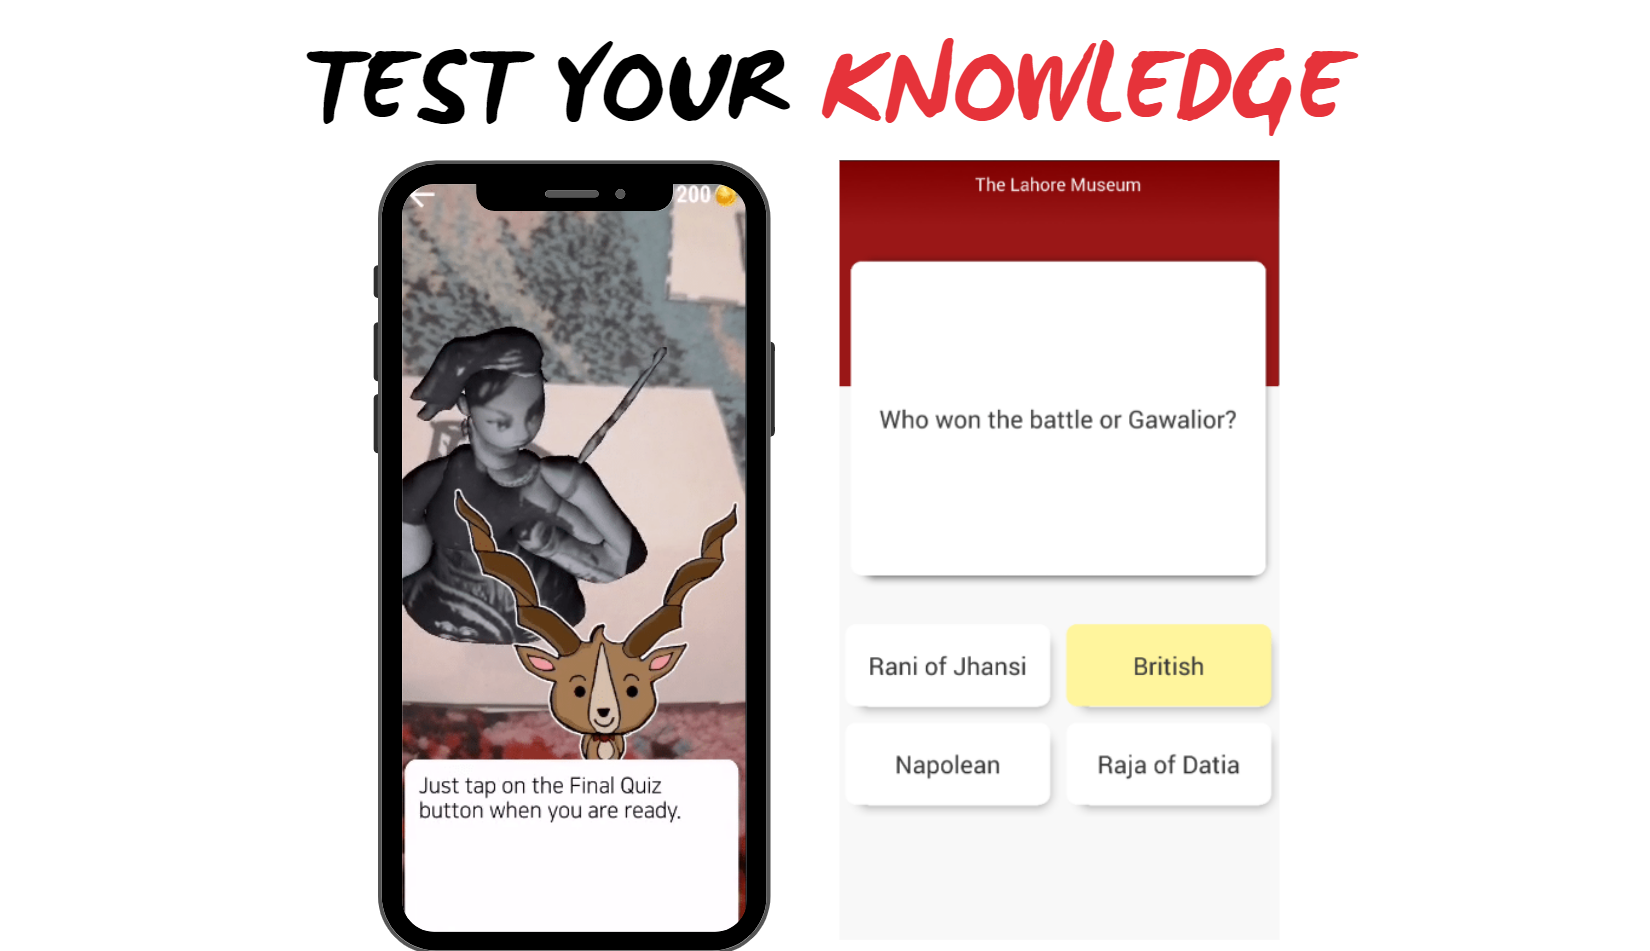 TEST YOUR KNOWLEDGE
200
Just tap on the Final Quiz
button when you are ready.
The Lahore Museum
Who won the battle or Gawalior?
Rani of Jhansi
British
Napolean
Raja of Datia